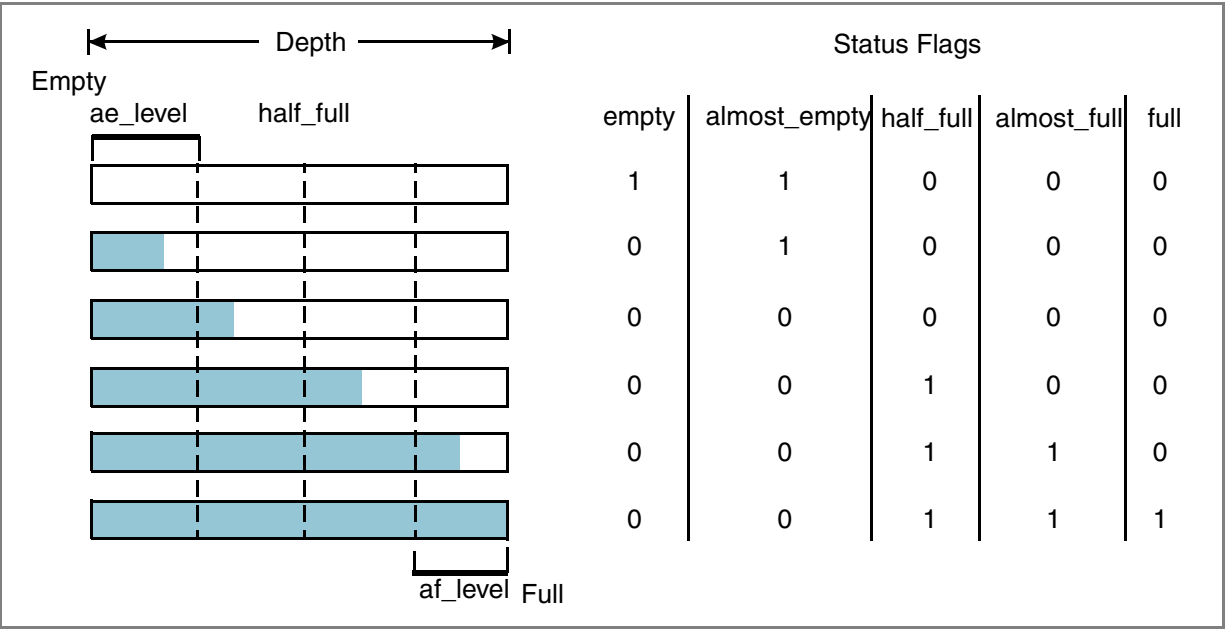 Depth
Status Flags
Empty
ae_level half_full
empty almost_empty half_full almost_full full
1 1 0 0 0
0 1 0 0 0
0 0 0 0 0
0 0 1 0 0
0 0 1 1 0
0 0 1 1 1
af_level Full